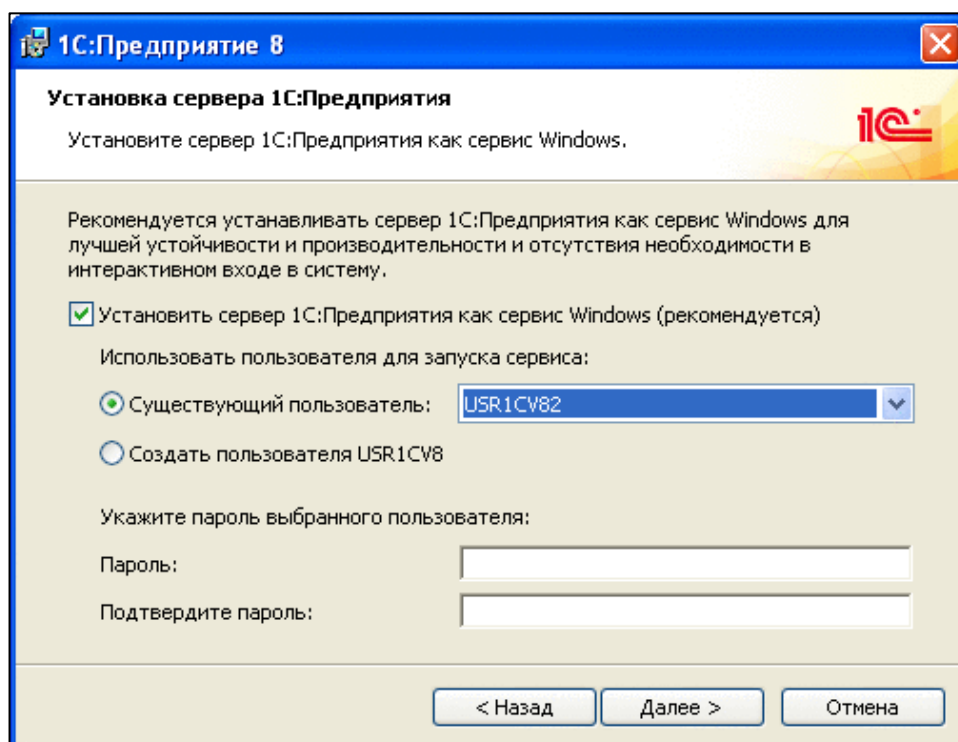 1С:Предприятие 8
Установка сервера 1С:Предприятия
Установите сервер 1С:Предприятия как сервис Windows.
1С
Рекомендуется устанавливать сервер 1С:Предприятия как сервис Windows для
лучшей устойчивости и производительности и отсутствия необходимости в
интерактивном входе в систему.
Установить сервер 1С:Предприятия как сервис Windows (рекомендуется)
Использовать пользователя для запуска сервиса:
Существующий пользователь: USR1CV82
Создать пользователя USR1CV8
Укажите пароль выбранного пользователя:
Пароль:
Подтвердите пароль:
< Назад Далее > Отмена